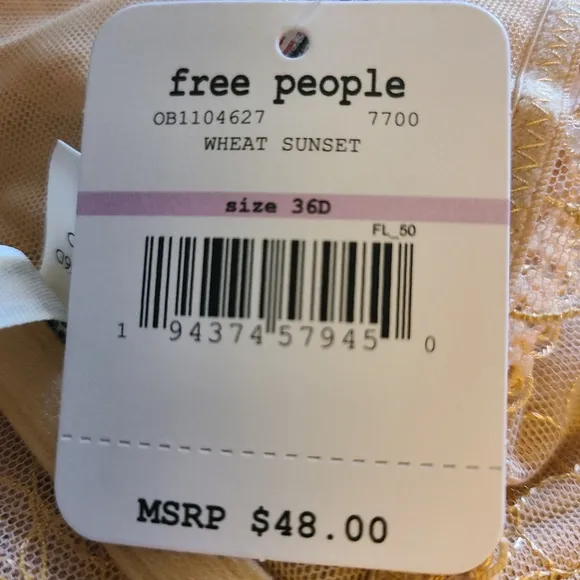 free people
OB1104627 7700
WHEAT SUNSET
size 36D
FL_50
1 94374 57945 0
MSRP $48.00